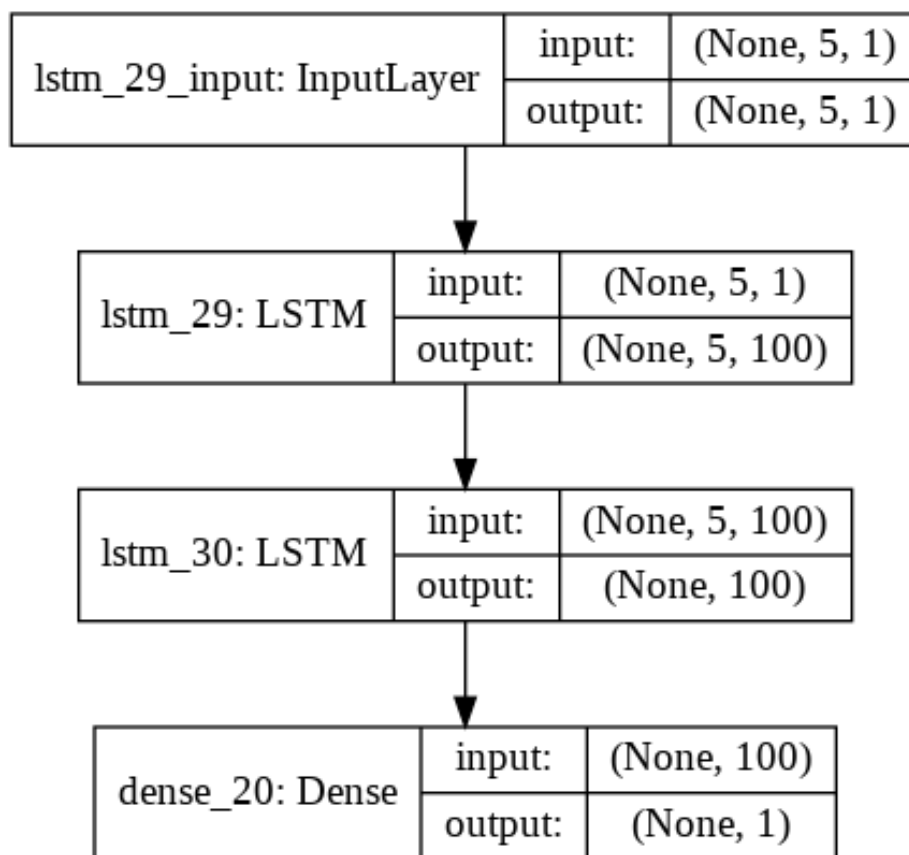 lstm_29_input: InputLayer
input:
(None, 5, 1)
output:
(None, 5, 1)
lstm_29: LSTM
input:
(None, 5, 1)
output:
(None, 5, 100)
lstm_30: LSTM
input:
(None, 5, 100)
output:
(None, 100)
dense_20: Dense
input:
(None, 100)
output:
(None, 1)